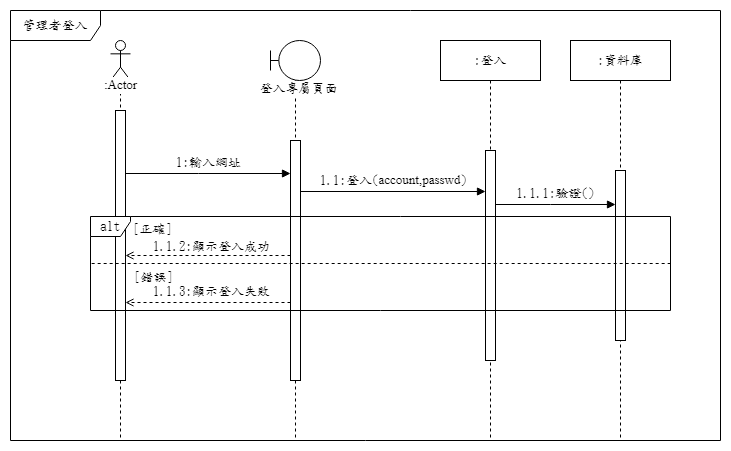 管理者登入
:Actor
登入專屬頁面
:登入
:資料庫
1:輸入網址
1.1:登入(account,passwd)
1.1.1:驗證()
alt
[正確]
1.1.2:顯示登入成功
[錯誤]
1.1.3:顯示登入失敗